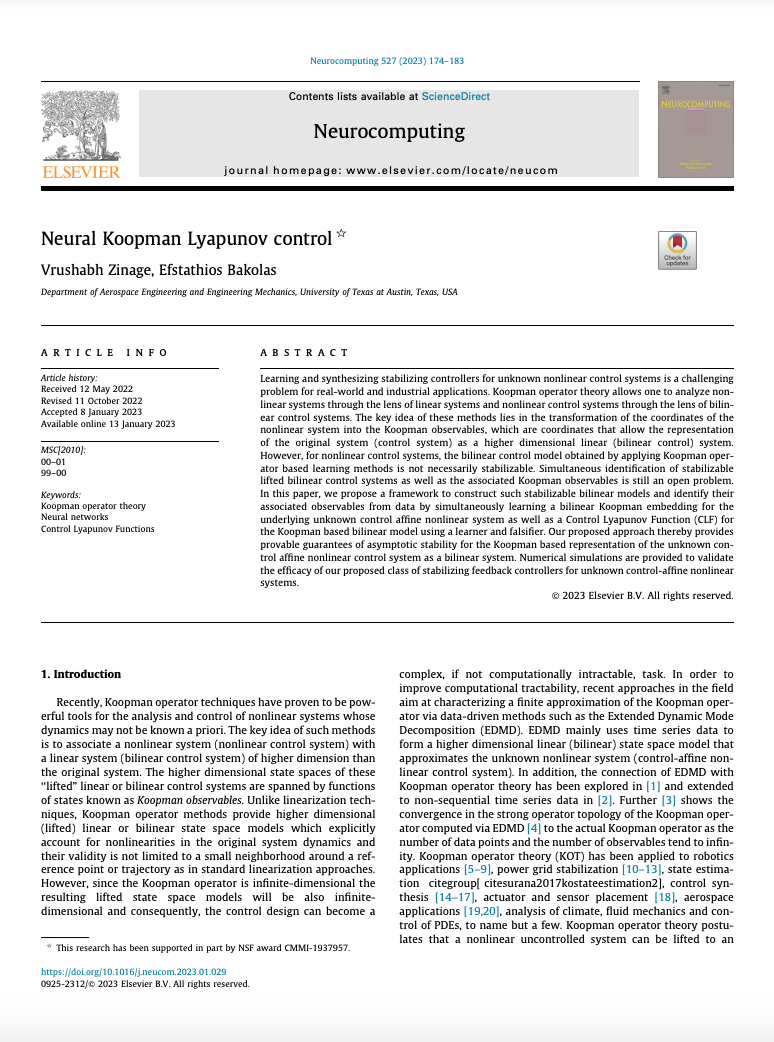 Neurocomputing 527 (2023) 174–183
Contents lists available at ScienceDirect
Neurocomputing
journal homepage: www.elsevier.com/locate/neucom
ELSEVIER
NEUROCOMPUTING
Neural Koopman Lyapunov control ☆
Vrushabh Zinage, Efstathios Bakolas
Department of Aerospace Engineering and Engineering Mechanics, University of Texas at Austin, Texas, USA
Check for
updates
ARTICLE INFO
Article history:
Received 12 May 2022
Revised 11 October 2022
Accepted 8 January 2023
Available online 13 January 2023
MSC[2010]:
00–01
99–00
Keywords:
Koopman operator theory
Neural networks
Control Lyapunov Functions
ABSTRACT
Learning and synthesizing stabilizing controllers for unknown nonlinear control systems is a challenging
problem for real-world and industrial applications. Koopman operator theory allows one to analyze non-
linear systems through the lens of linear systems and nonlinear control systems through the lens of bilin-
ear control systems. The key idea of these methods lies in the transformation of the coordinates of the
nonlinear system into the Koopman observables, which are coordinates that allow the representation
of the original system (control system) as a higher dimensional linear (bilinear control) system.
However, for nonlinear control systems, the bilinear control model obtained by applying Koopman oper-
ator based learning methods is not necessarily stabilizable. Simultaneous identification of stabilizable
lifted bilinear control systems as well as the associated Koopman observables is still an open problem.
In this paper, we propose a framework to construct such stabilizable bilinear models and identify their
associated observables from data by simultaneously learning a bilinear Koopman embedding for the
underlying unknown control affine nonlinear system as well as a Control Lyapunov Function (CLF) for
the Koopman based bilinear model using a learner and falsifier. Our proposed approach thereby provides
provable guarantees of asymptotic stability for the Koopman based representation of the unknown con-
trol affine nonlinear control system as a bilinear system. Numerical simulations are provided to validate
the efficacy of our proposed class of stabilizing feedback controllers for unknown control-affine nonlinear
systems.
© 2023 Elsevier B.V. All rights reserved.
1. Introduction
Recently, Koopman operator techniques have proven to be pow-
erful tools for the analysis and control of nonlinear systems whose
dynamics may not be known a priori. The key idea of such methods
is to associate a nonlinear system (nonlinear control system) with
a linear system (bilinear control system) of higher dimension than
the original system. The higher dimensional state spaces of these
“lifted” linear or bilinear control systems are spanned by functions
of states known as Koopman observables. Unlike linearization tech-
niques, Koopman operator methods provide higher dimensional
(lifted) linear or bilinear state space models which explicitly
account for nonlinearities in the original system dynamics and
their validity is not limited to a small neighborhood around a ref-
erence point or trajectory as in standard linearization approaches.
However, since the Koopman operator is infinite-dimensional the
resulting lifted state space models will be also infinite-
dimensional and consequently, the control design can become a
complex, if not computationally intractable, task. In order to
improve computational tractability, recent approaches in the field
aim at characterizing a finite approximation of the Koopman oper-
ator via data-driven methods such as the Extended Dynamic Mode
Decomposition (EDMD). EDMD mainly uses time series data to
form a higher dimensional linear (bilinear) state space model that
approximates the unknown nonlinear system (control-affine non-
linear control system). In addition, the connection of EDMD with
Koopman operator theory has been explored in [1] and extended
to non-sequential time series data in [2]. Further [3] shows the
convergence in the strong operator topology of the Koopman oper-
ator computed via EDMD [4] to the actual Koopman operator as the
number of data points and the number of observables tend to infin-
ity. Koopman operator theory (KOT) has been applied to robotics
applications [5–9], power grid stabilization [10–13], state estima-
tion citegroup[ citesurana2017kostateestimation2], control syn-
thesis [14–17], actuator and sensor placement [18], aerospace
applications [19,20], analysis of climate, fluid mechanics and con-
trol of PDEs, to name but a few. Koopman operator theory postu-
lates that a nonlinear uncontrolled system can be lifted to an
☆ This research has been supported in part by NSF award CMMI-1937957.
https://doi.org/10.1016/j.neucom.2023.01.029
0925-2312/© 2023 Elsevier B.V. All rights reserved.